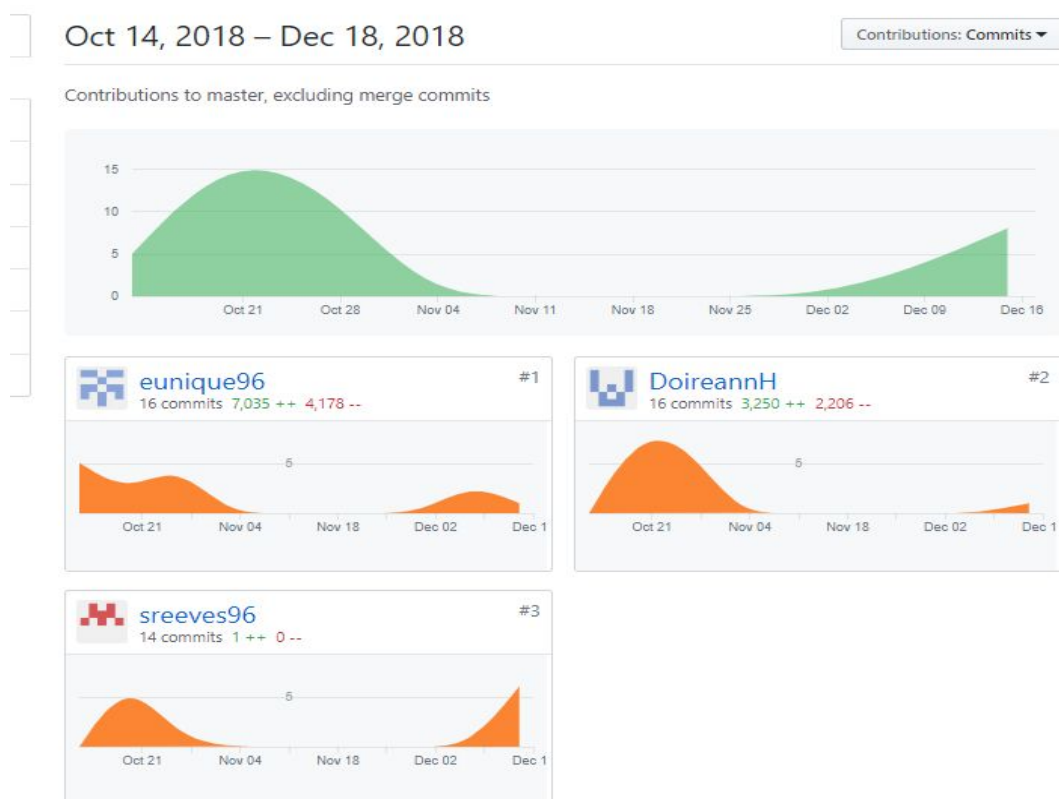 Oct 14, 2018 – Dec 18, 2018
Contributions: Commits
Contributions to master, excluding merge commits
15
10
5
0
Oct 21 Oct 28 Nov 04 Nov 11 Nov 18 Nov 25 Dec 02 Dec 09 Dec 16
eunique96 #1
16 commits 7,035 ++ 4,178 --
5
Oct 21 Nov 04 Nov 18 Dec 02 Dec 1
DoireannH #2
16 commits 3,250 ++ 2,206 --
5
Oct 21 Nov 04 Nov 18 Dec 02 Dec 1
sreeves96 #3
14 commits 1 ++ 0 --
5
Oct 21 Nov 04 Nov 18 Dec 02 Dec 1